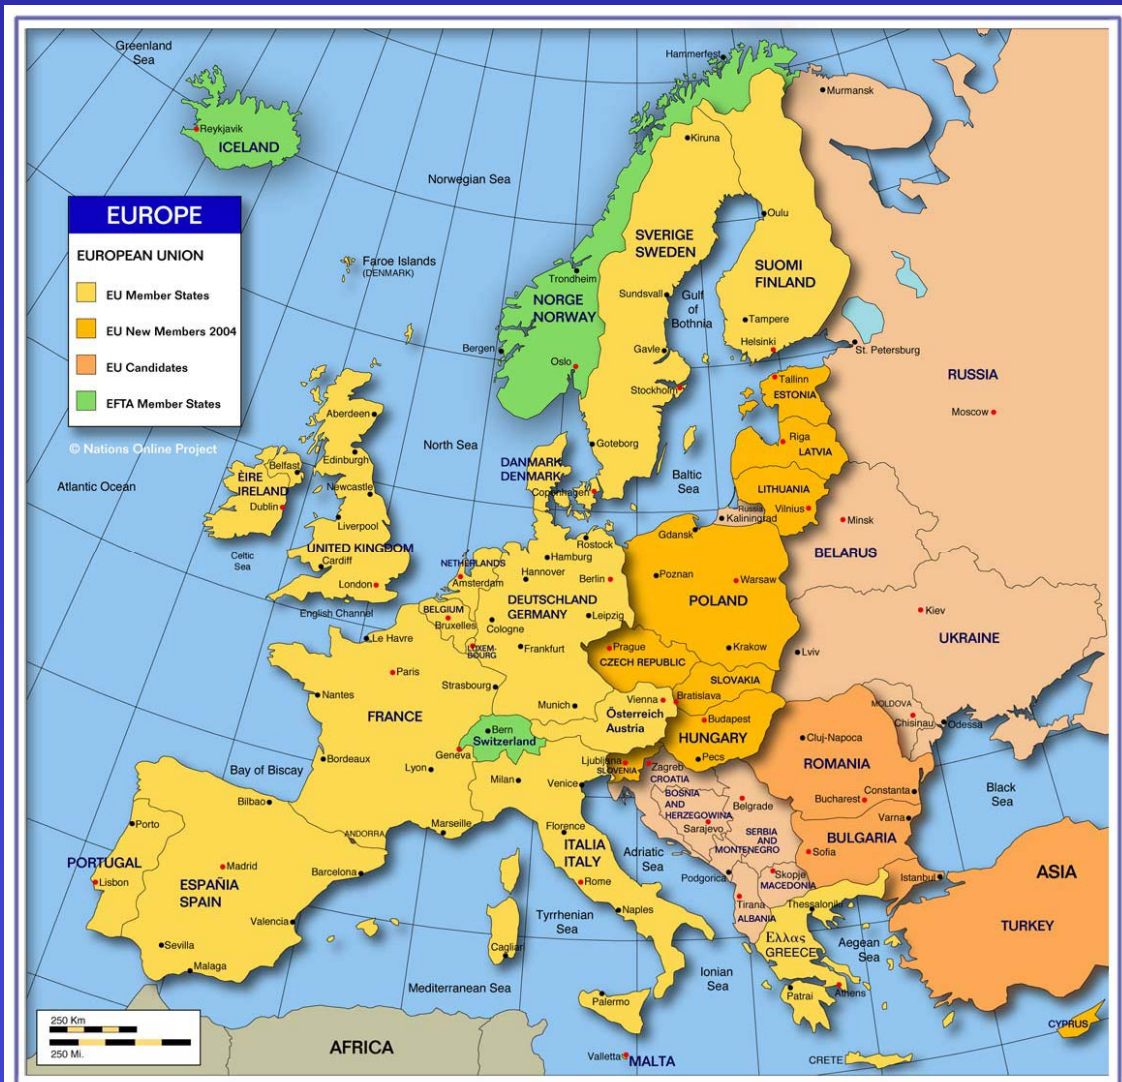 Greenland
Sea
Hammerfest
Murmansk
Reykjavik
ICELAND
Kiruna
Norwegian Sea
EUROPE
EUROPEAN UNION
EU Member States
EU New Members 2004
EU Candidates
EFTA Member States
© Nations Online Project
Faroe Islands
(DENMARK)
Oulu
SVERIGE
SWEDEN
SUOMI
FINLAND
Trondheim
NORGE
NORWAY
Sundsvall
Gulf
of
Bothnia
Tampere
Helsinki
Bergen
Gavle
Oslo
St. Petersburg
Stockholm
Tallinn
ESTONIA
RUSSIA
Moscow
Aberdeen
North Sea
Goteborg
Riga
LATVIA
Edinburgh
Belfast
DANMARK
DENMARK
Baltic
Sea
Atlantic Ocean
ÈIRE
IRELAND
Newcastle
Copenhagen
LITHUANIA
Dublin
Liverpool
Russia
Kaliningrad
Vilnius
Minsk
Gdansk
BELARUS
Celtic
Sea
UNITED KINGDOM
Cardiff
London
NETHERLANDS
Amsterdam
Rostock
Hamburg
Hannover
Berlin
Poznan
Warsaw
English Channel
BELGIUM
Bruxelles
DEUTSCHLAND
GERMANY
Leipzig
POLAND
Kiev
UKRAINE
Le Havre
Cologne
LUXEM-
BOURG
Frankfurt
Prague
CZECH REPUBLIC
Krakow
Lviv
Paris
Strasbourg
SLOVAKIA
Nantes
Munich
Vienna
Bratislava
Österreich
Austria
Budapest
HUNGARY
MOLDOVA
Chisinau
Odessa
FRANCE
Bern
Switzerland
Geneva
Cluj-Napoca
Bordeaux
Lyon
Ljubljana
SLOVENIA
Zagreb
CROATIA
Pecs
ROMANIA
Bay of Biscay
Milan
Venice
BOSNIA
AND
HERZEGOWINA
Belgrade
Bucharest
Constanta
Black
Sea
Bilbao
Porto
Marseille
Florence
Sarajevo
SERBIA
AND
MONTENEGRO
Varna
ANDORRA
ITALIA
ITALY
Adriatic
Sea
BULGARIA
Sofia
PORTUGAL
Lisbon
Madrid
Barcelona
ESPAÑIA
SPAIN
Rome
Podgorica
Skopje
MACEDONIA
Istanbul
ASIA
Tirana
ALBANIA
Thessaloniki
TURKEY
Valencia
Tyrrhenian
Sea
Naples
Sevilla
Cagliari
Ελλας
GREECE
Aegean
Sea
Malaga
Mediterranean Sea
Palermo
Ionian
Sea
Patrai
Athens
250 Km
250 Mi.
AFRICA
Valletta
MALTA
CRETE
CYPRUS